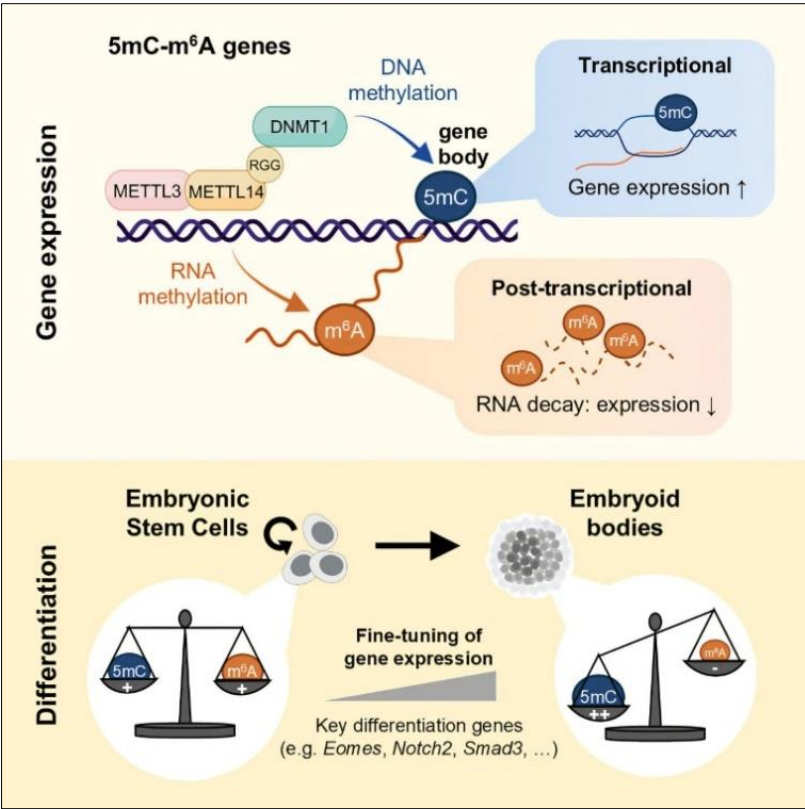 5mC-m⁶A genes
Gene expression
DNA
methylation
DNMT1
RGG
METTL3
METTL14
gene
body
5mC
Transcriptional
5mC
Gene expression ↑
RNA
methylation
m⁶A
Post-transcriptional
m⁶A
m⁶A
m⁶A
RNA decay: expression ↓
Differentiation
Embryonic
Stem Cells
Embryoid
bodies
5mC
+
m⁶A
+
Fine-tuning of
gene expression
Key differentiation genes
(e.g. Eomes, Notch2, Smad3, …)
5mC
++
m⁶A
-